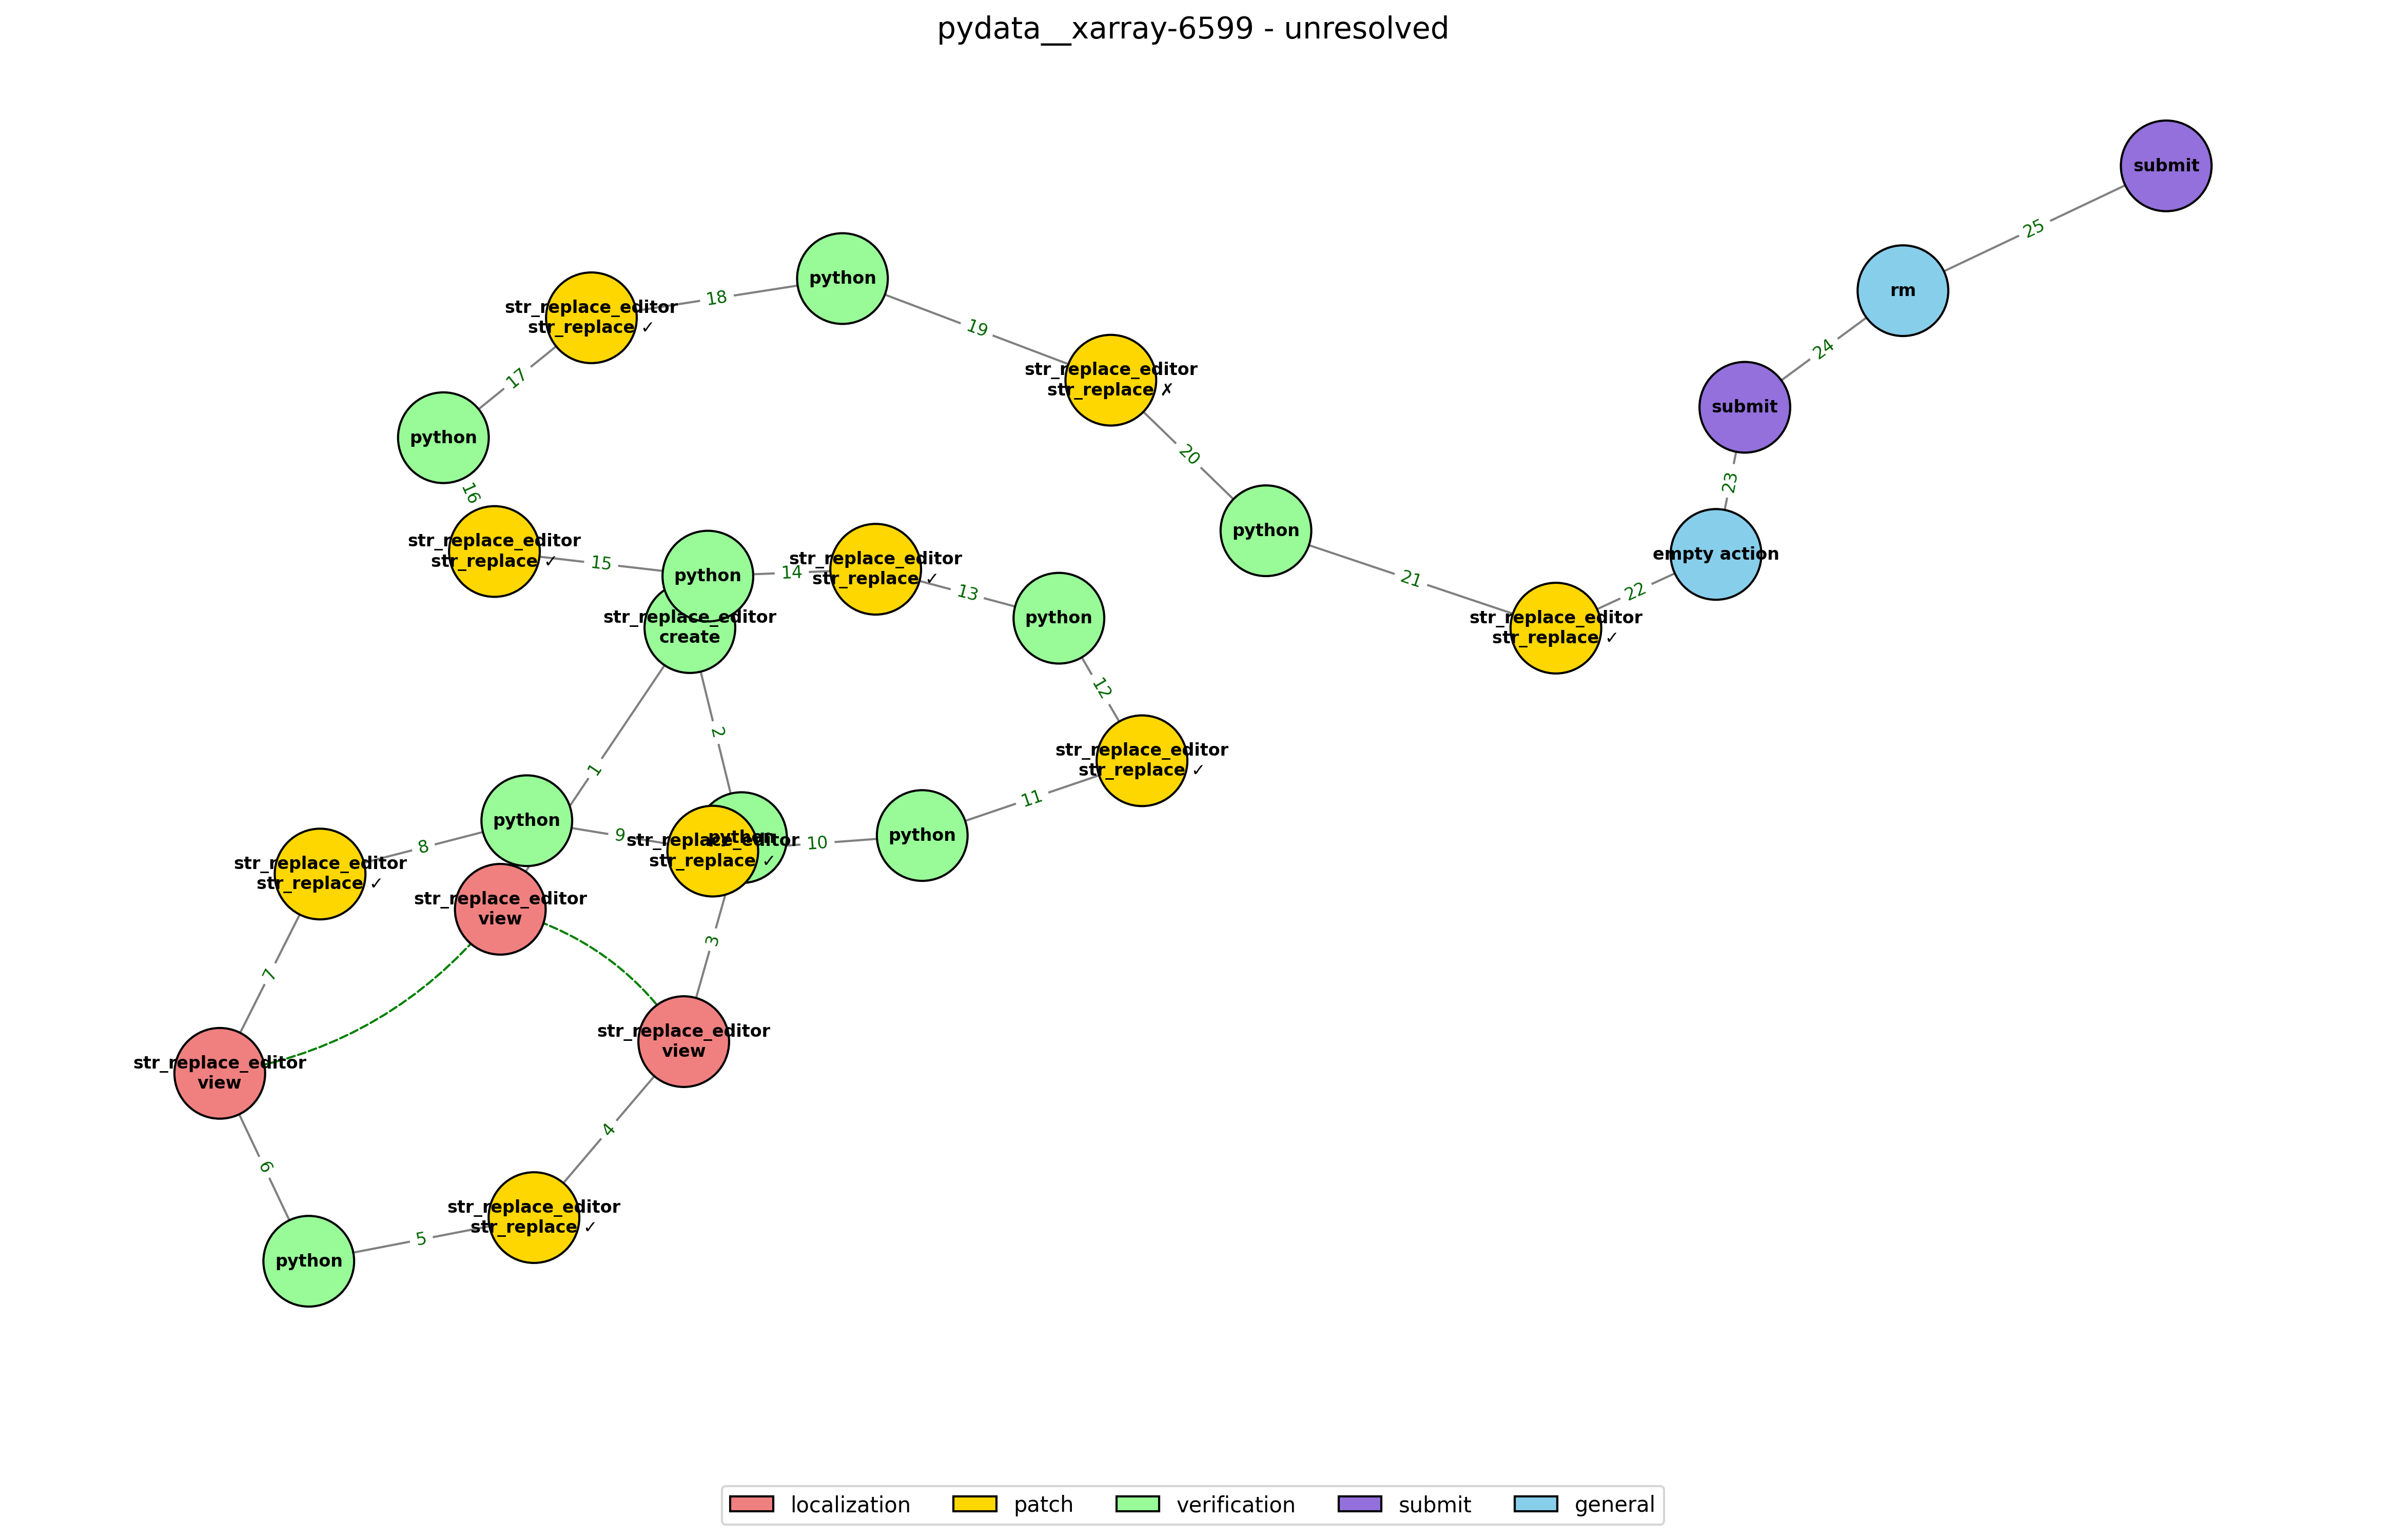 pydata__xarray-6599 - unresolved
submit
25
rm
python
18
str_replace_editor
str_replace ✓
19
24
17
str_replace_editor
str_replace ✗
submit
python
20
16
23
python
str_replace_editor
str_replace ✓
15
python
14
str_replace_editor
str_replace ✓
13
empty action
21
22
python
str_replace_editor
create
str_replace_editor
str_replace ✓
12
2
1
str_replace_editor
str_replace ✓
11
python
9
str_replace_editor
str_replace ✓
python
10
python
8
str_replace_editor
str_replace ✓
str_replace_editor
view
3
7
str_replace_editor
view
str_replace_editor
view
4
6
str_replace_editor
str_replace ✓
5
python
localization
patch
verification
submit
general